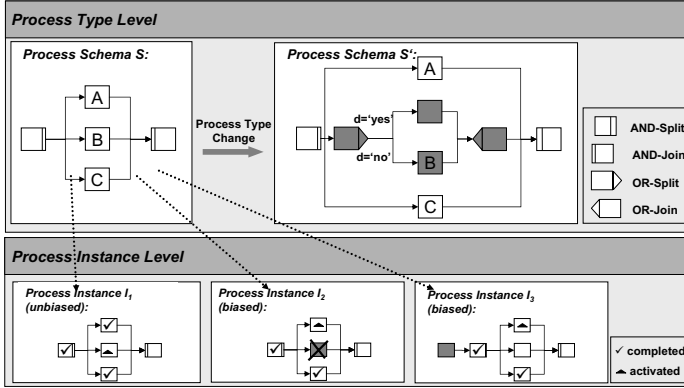 Process Type Level
Process Schema S:
A
B
C
Process Type
Change
Process Schema S':
A
d='yes'
d='no'
B
C
AND-Split
AND-Join
OR-Split
OR-Join
Process Instance Level
Process Instance I1
(unbiased):
Process Instance I2
(biased):
Process Instance I3
(biased):
completed
activated